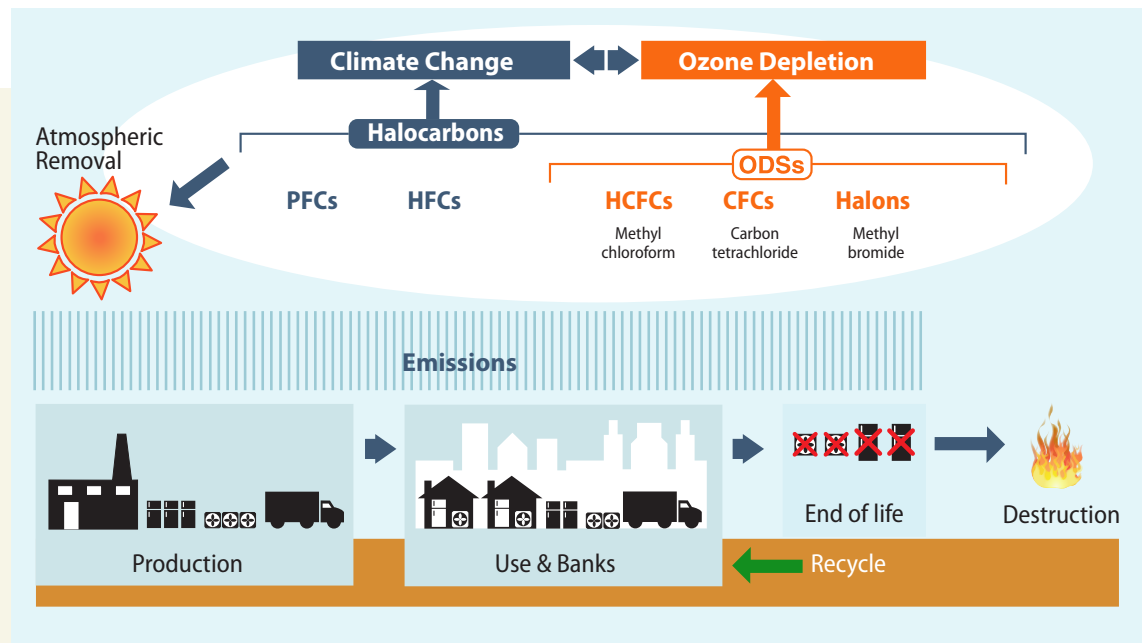 Climate Change
Ozone Depletion
Atmospheric
Removal
Halocarbons
ODSs
PFCs
HFCs
HCFCs
CFCs
Halons
Methyl
chloroform
Carbon
tetrachloride
Methyl
bromide
Emissions
End of life
Destruction
Production
Use & Banks
Recycle